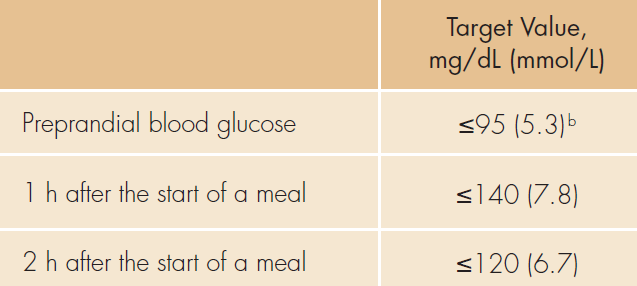 Target Value,
mg/dL (mmol/L)
Preprandial blood glucose ≤95 (5.3)ᵇ
1 h after the start of a meal ≤140 (7.8)
2 h after the start of a meal ≤120 (6.7)